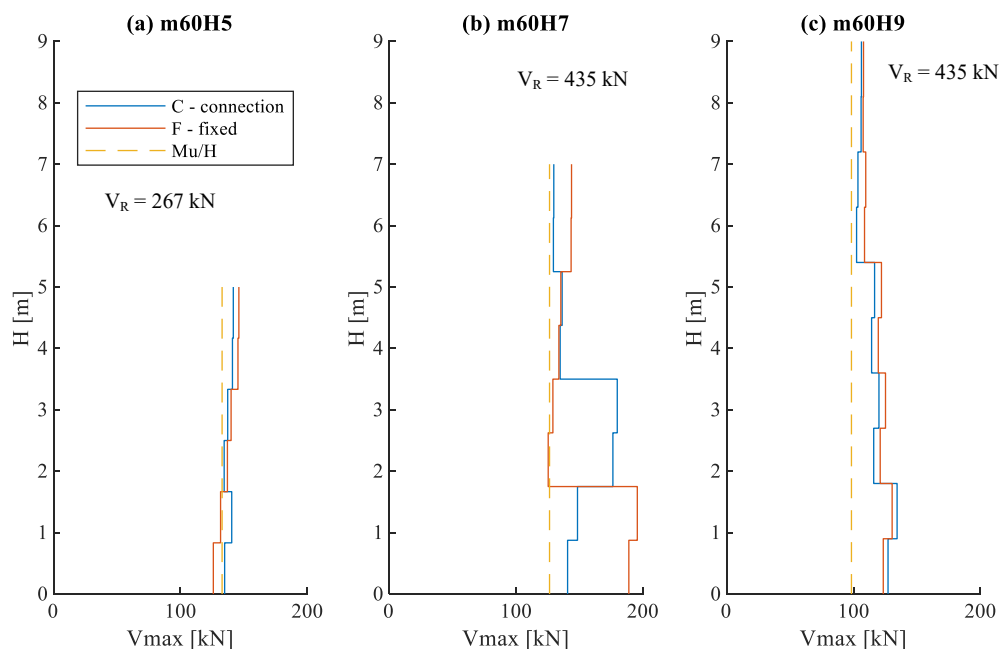 (a) m60H5
9
8
7
6
5
4
3
2
1
0
H [m]
C - connection
F - fixed
Mu/H
V_R = 267 kN
0 100 200
Vmax [kN]
(b) m60H7
9
8
7
6
5
4
3
2
1
0
H [m]
V_R = 435 kN
0 100 200
Vmax [kN]
(c) m60H9
9
8
7
6
5
4
3
2
1
0
H [m]
V_R = 435 kN
0 100 200
Vmax [kN]